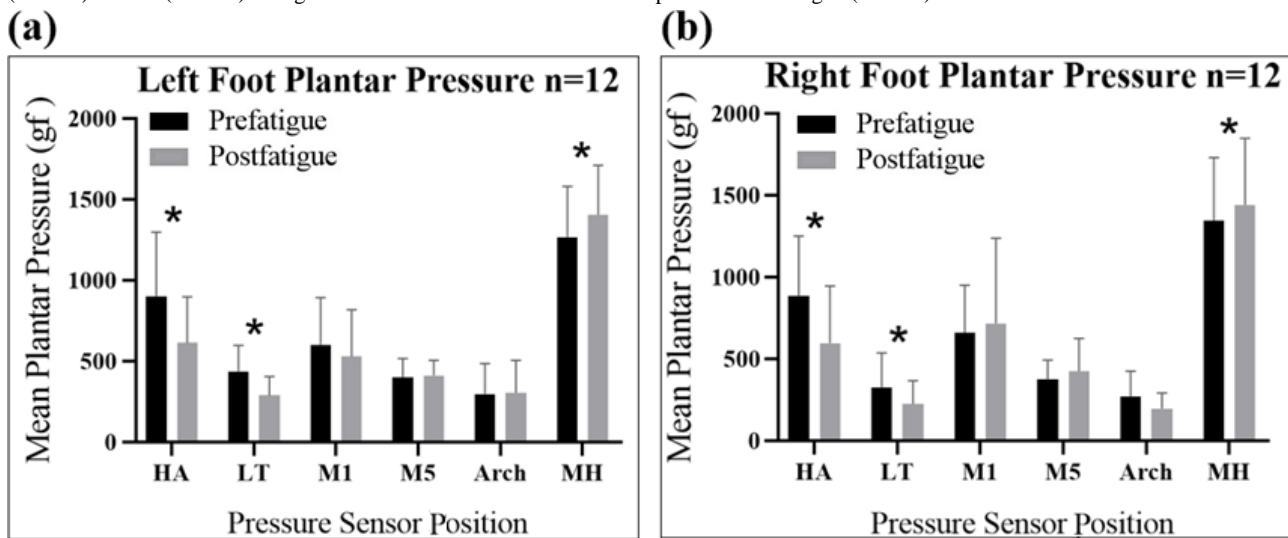 (a)
Left Foot Plantar Pressure n=12
Prefatigue
Postfatigue
Mean Plantar Pressure (gf )
2000
1500
1000
500
0
*
*
*
HA LT M1 M5 Arch MH
Pressure Sensor Position
(b)
Right Foot Plantar Pressure n=12
Prefatigue
Postfatigue
Mean Plantar Pressure (gf )
2000
1500
1000
500
0
*
*
*
HA LT M1 M5 Arch MH
Pressure Sensor Position